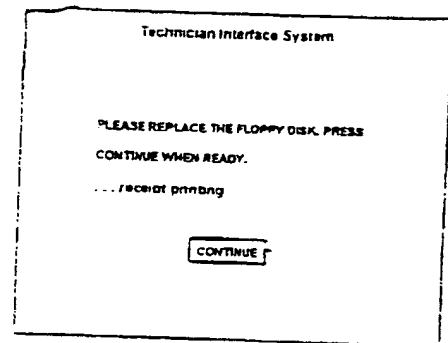 Technician Interface System
PLEASE REPLACE THE FLOPPY DISK. PRESS
CONTINUE WHEN READY.
... receipt printing
CONTINUE